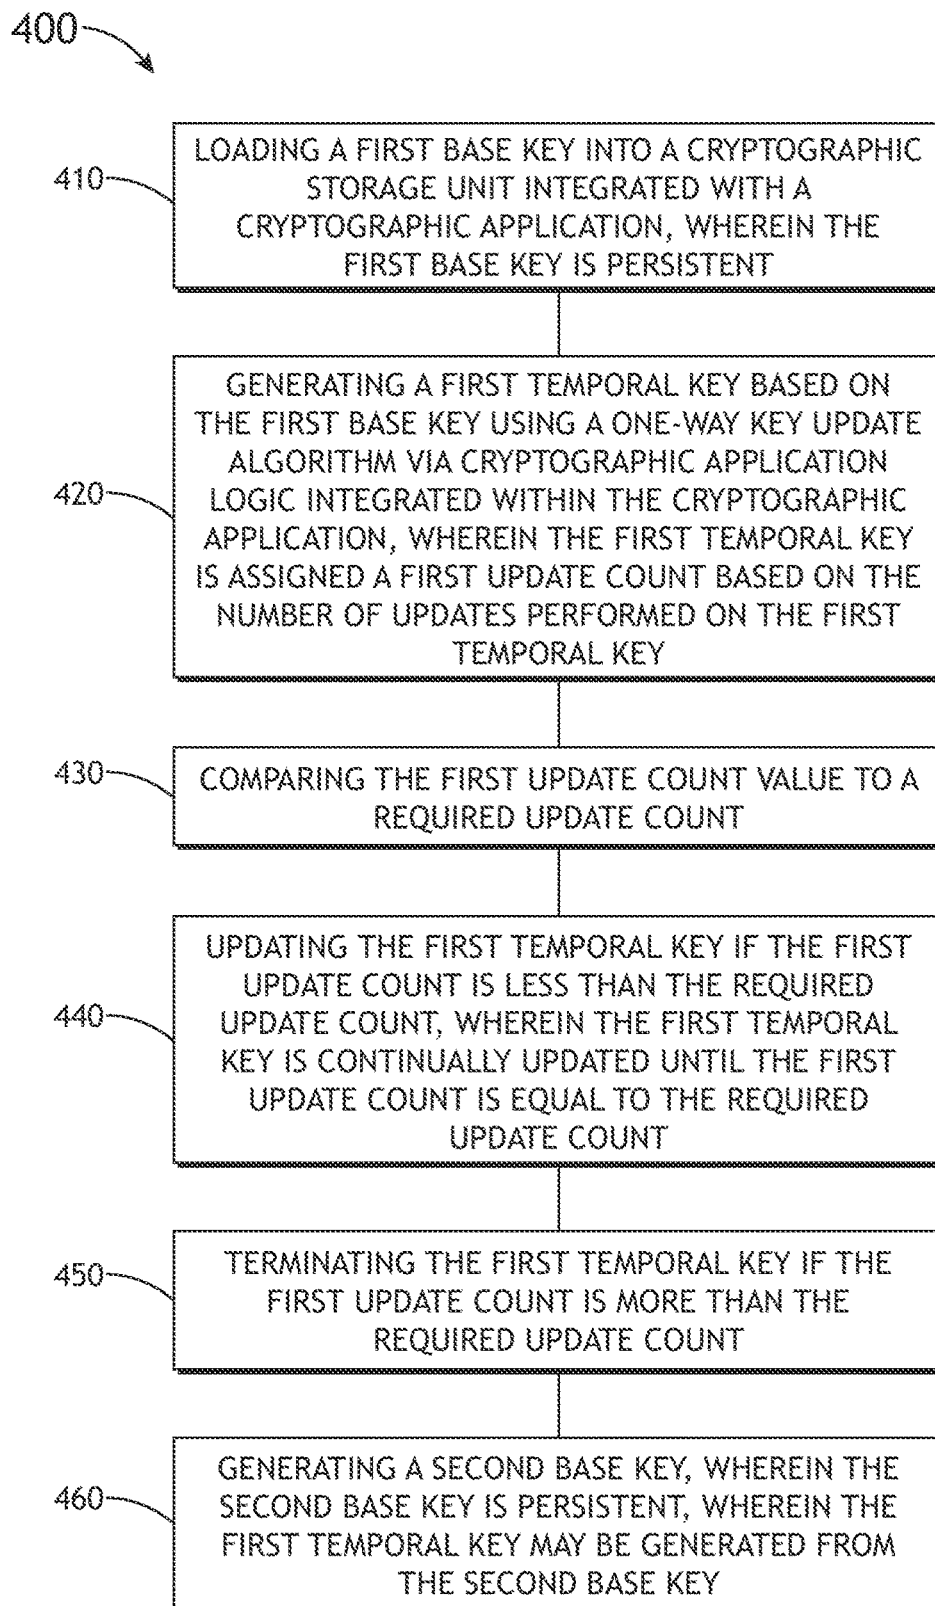 400
410
LOADING A FIRST BASE KEY INTO A CRYPTOGRAPHIC
STORAGE UNIT INTEGRATED WITH A
CRYPTOGRAPHIC APPLICATION, WHEREIN THE
FIRST BASE KEY IS PERSISTENT
420
GENERATING A FIRST TEMPORAL KEY BASED ON
THE FIRST BASE KEY USING A ONE-WAY KEY UPDATE
ALGORITHM VIA CRYPTOGRAPHIC APPLICATION
LOGIC INTEGRATED WITHIN THE CRYPTOGRAPHIC
APPLICATION, WHEREIN THE FIRST TEMPORAL KEY
IS ASSIGNED A FIRST UPDATE COUNT BASED ON THE
NUMBER OF UPDATES PERFORMED ON THE FIRST
TEMPORAL KEY
430
COMPARING THE FIRST UPDATE COUNT VALUE TO A
REQUIRED UPDATE COUNT
440
UPDATING THE FIRST TEMPORAL KEY IF THE FIRST
UPDATE COUNT IS LESS THAN THE REQUIRED
UPDATE COUNT, WHEREIN THE FIRST TEMPORAL
KEY IS CONTINUALLY UPDATED UNTIL THE FIRST
UPDATE COUNT IS EQUAL TO THE REQUIRED
UPDATE COUNT
450
TERMINATING THE FIRST TEMPORAL KEY IF THE
FIRST UPDATE COUNT IS MORE THAN THE
REQUIRED UPDATE COUNT
460
GENERATING A SECOND BASE KEY, WHEREIN THE
SECOND BASE KEY IS PERSISTENT, WHEREIN THE
FIRST TEMPORAL KEY MAY BE GENERATED FROM
THE SECOND BASE KEY